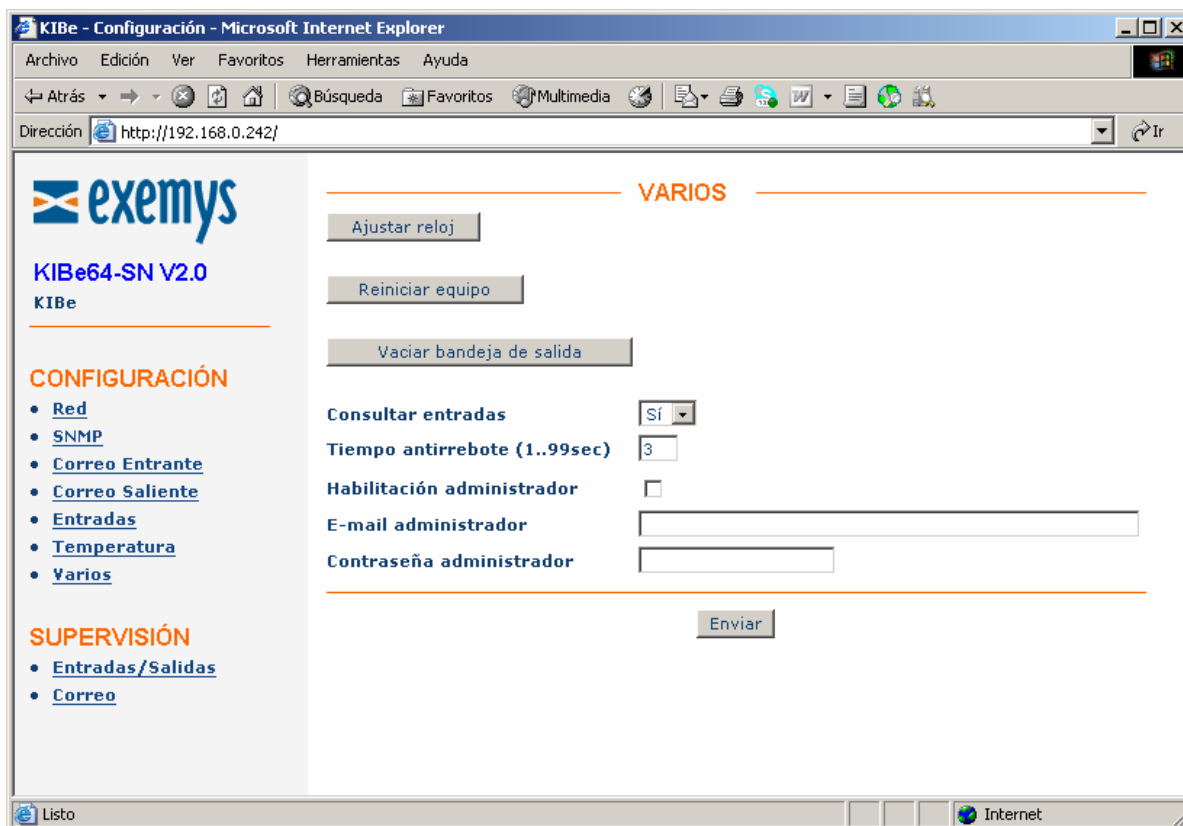 KIBe - Configuración - Microsoft Internet Explorer
Archivo Edición Ver Favoritos Herramientas Ayuda
Atrás Búsqueda Favoritos Multimedia
Dirección http://192.168.0.242/ Ir
exemys
KIBe64-SN V2.0
KIBe
CONFIGURACIÓN
Red
SNMP
Correo Entrante
Correo Saliente
Entradas
Temperatura
Varios
SUPERVISIÓN
Entradas/Salidas
Correo
VARIOS
Ajustar reloj
Reiniciar equipo
Vaciar bandeja de salida
Consultar entradas Sí
Tiempo antirrebote (1..99sec) 3
Habilitación administrador
E-mail administrador
Contraseña administrador
Enviar
Listo Internet